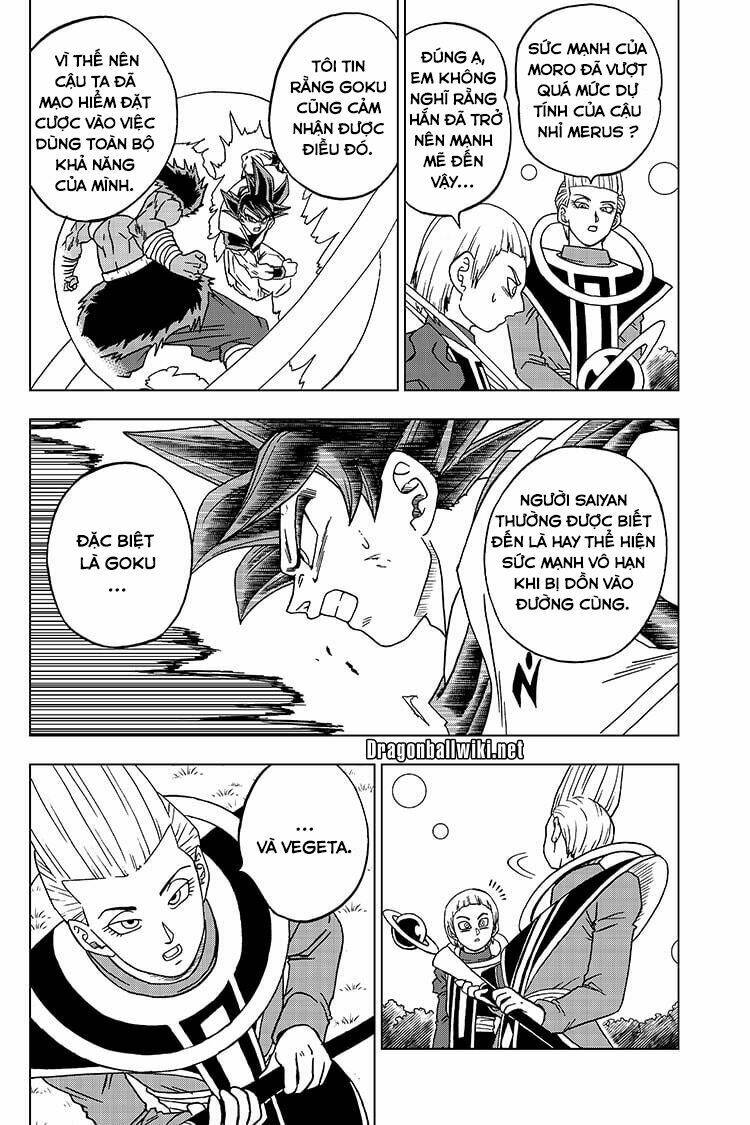 SỨC MẠNH CỦA
MORO ĐÃ VƯỢT
QUÁ MỨC DỰ
TÍNH CỦA CẬU
NHỈ MERUS ?
ĐÚNG Ạ,
EM KHÔNG
NGHĨ RẰNG
HẮN ĐÃ TRỞ
NÊN MẠNH
MẼ ĐẾN
VẬY...
TÔI TIN
RẰNG GOKU
CŨNG CẢM
NHẬN ĐƯỢC
ĐIỀU ĐÓ.
VÌ THẾ NÊN
CẬU TA ĐÃ
MẠO HIỂM ĐẶT
CƯỢC VÀO VIỆC
DÙNG TOÀN BỘ
KHẢ NĂNG
CỦA MÌNH.
NGƯỜI SAIYAN
THƯỜNG ĐƯỢC BIẾT
ĐẾN LÀ HAY THỂ HIỆN
SỨC MẠNH VÔ HẠN
KHI BỊ DỒN VÀO
ĐƯỜNG CÙNG.
ĐẶC BIỆT
LÀ GOKU
...
Dragonballwiki.net
...
VÀ VEGETA.